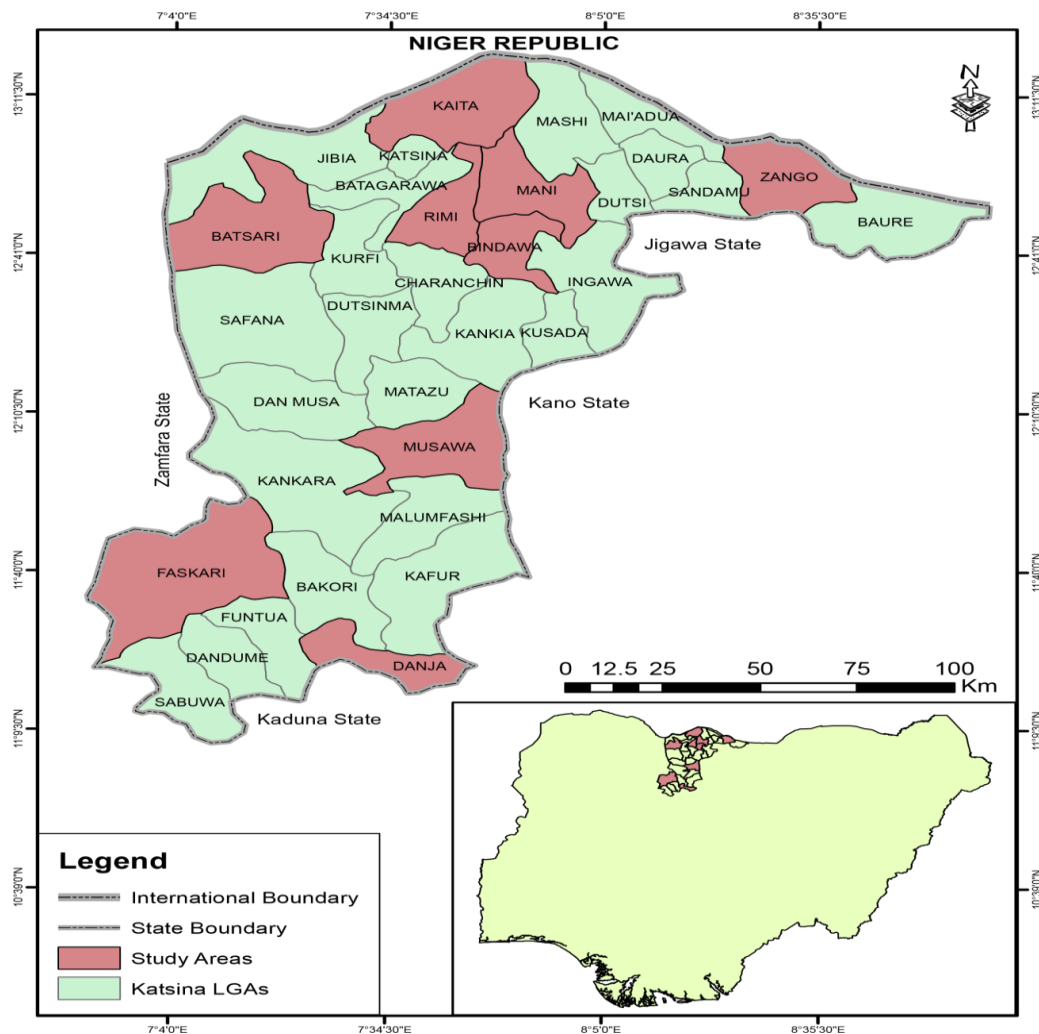 7°4'0"E 7°34'30"E 8°5'0"E 8°35'30"E
NIGER REPUBLIC
13°11'30"N
13°11'30"N
N
KAITA
MASHI
MAI'ADUA
JIBIA
KATSINA
DAURA
BATAGARAWA
MANI
SANDAMU
ZANGO
DUTSI
RIMI
BAURE
BATSARI
BINDAWA
Jigawa State
12°41'0"N
12°41'0"N
KURFI
CHARANCHIN
INGAWA
DUTSINMA
SAFANA
KANKIA
KUSADA
MATAZU
DAN MUSA
Kano State
12°10'30"N
12°10'30"N
Zamfara State
MUSAWA
KANKARA
MALUMFASHI
FASKARI
KAFUR
BAKORI
11°40'0"N
11°40'0"N
FUNTUA
DANDUME
DANJA
SABUWA
Kaduna State
0 12.5 25 50 75 100
Km
11°9'30"N
11°9'30"N
Legend
International Boundary
State Boundary
Study Areas
Katsina LGAs
10°39'0"N
10°39'0"N
7°4'0"E 7°34'30"E 8°5'0"E 8°35'30"E